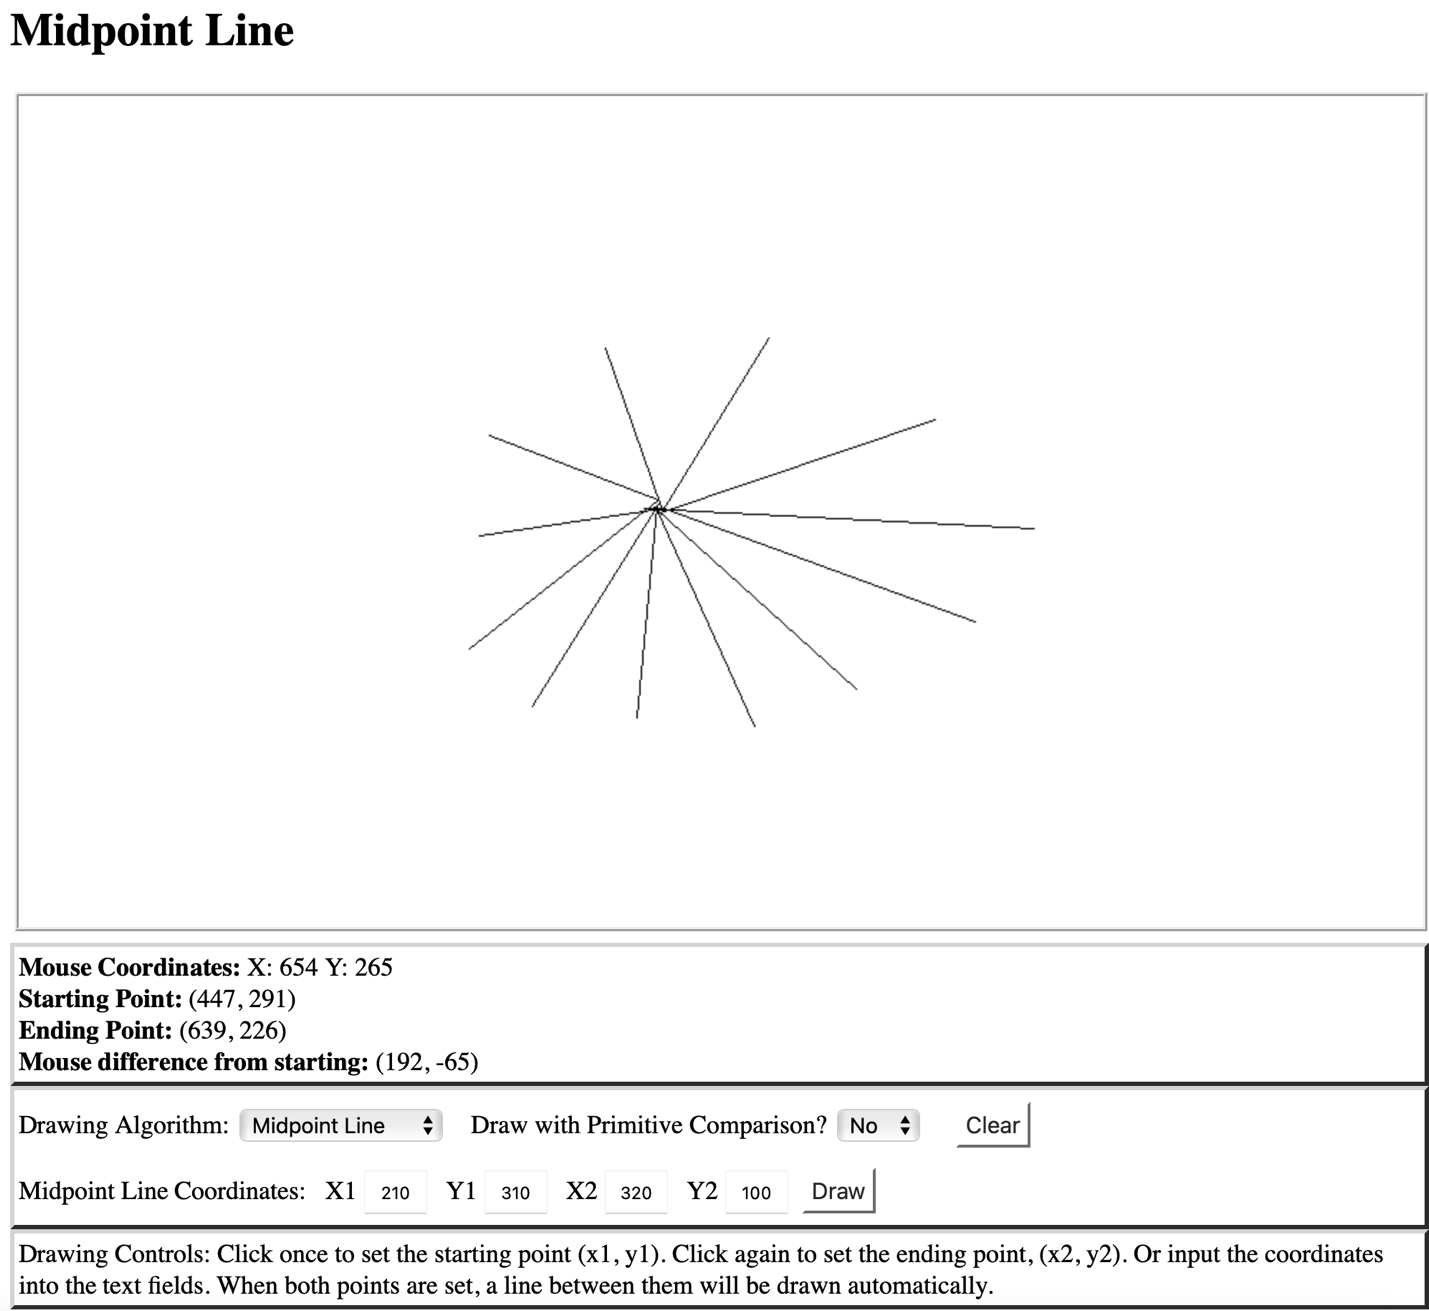 Midpoint Line
Mouse Coordinates: X: 654 Y: 265
Starting Point: (447, 291)
Ending Point: (639, 226)
Mouse difference from starting: (192, -65)
Drawing Algorithm: Midpoint Line Draw with Primitive Comparison? No Clear
Midpoint Line Coordinates: X1 210 Y1 310 X2 320 Y2 100 Draw
Drawing Controls: Click once to set the starting point (x1, y1). Click again to set the ending point, (x2, y2). Or input the coordinates
into the text fields. When both points are set, a line between them will be drawn automatically.